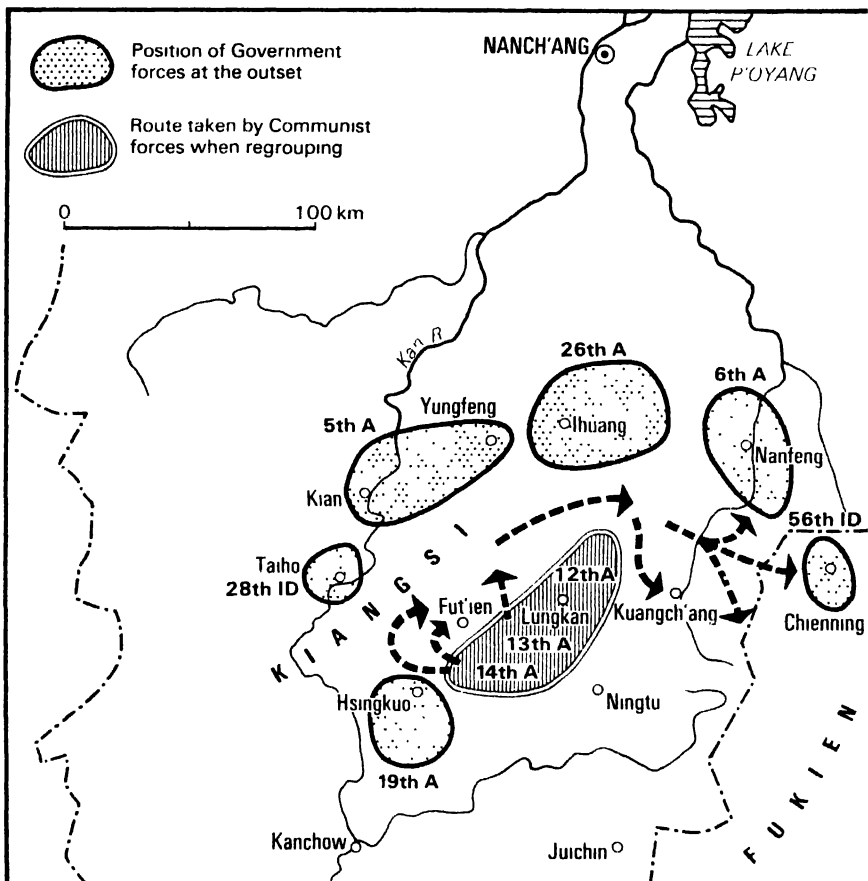 Position of Government
forces at the outset
Route taken by Communist
forces when regrouping
0 100 km
NANCH'ANG
LAKE
P'OYANG
Kan R
26th A
6th A
5th A
Yungfeng
Ihuang
Nanfeng
Kian
56th ID
Taiho
28th ID
12th A
Fut'ien
Lungkan
Kuangch'ang
Chienning
13th A
14th A
KIANGSI
Hsingkuo
Ningtu
19th A
FUKIEN
Kanchow
Juichin